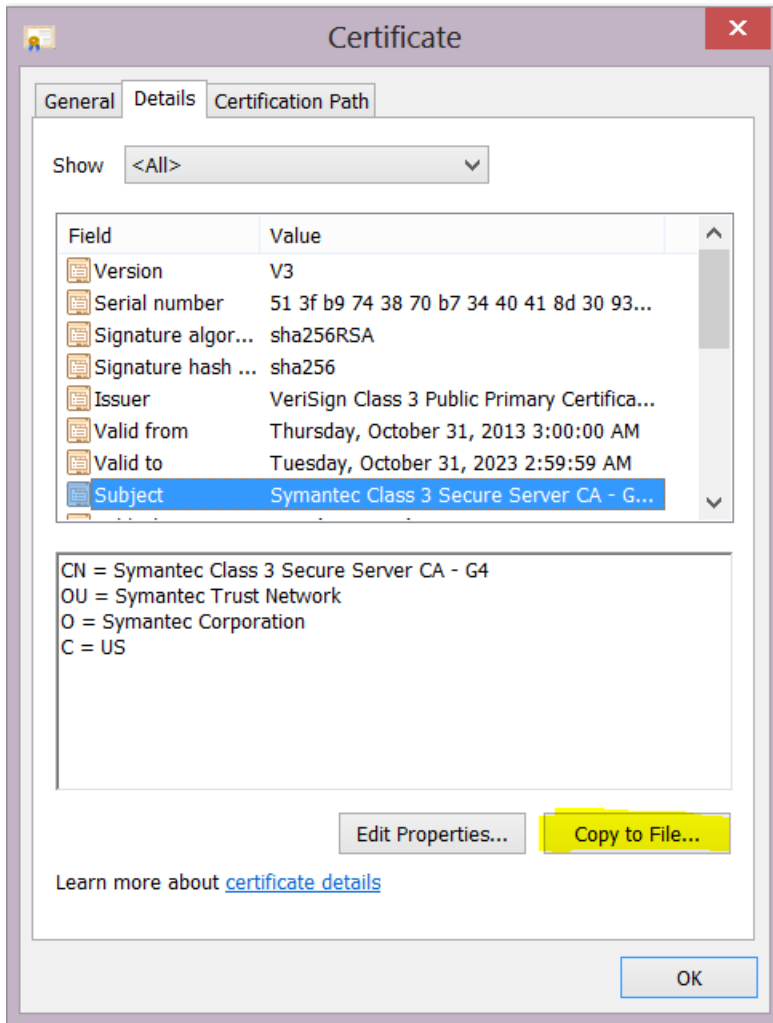 Certificate
General Details Certification Path
Show <All>
Field Value
Version V3
Serial number 51 3f b9 74 38 70 b7 34 40 41 8d 30 93...
Signature algor... sha256RSA
Signature hash ... sha256
Issuer VeriSign Class 3 Public Primary Certifica...
Valid from Thursday, October 31, 2013 3:00:00 AM
Valid to Tuesday, October 31, 2023 2:59:59 AM
Subject Symantec Class 3 Secure Server CA - G...
CN = Symantec Class 3 Secure Server CA - G4
OU = Symantec Trust Network
O = Symantec Corporation
C = US
Edit Properties... Copy to File...
Learn more about certificate details
OK